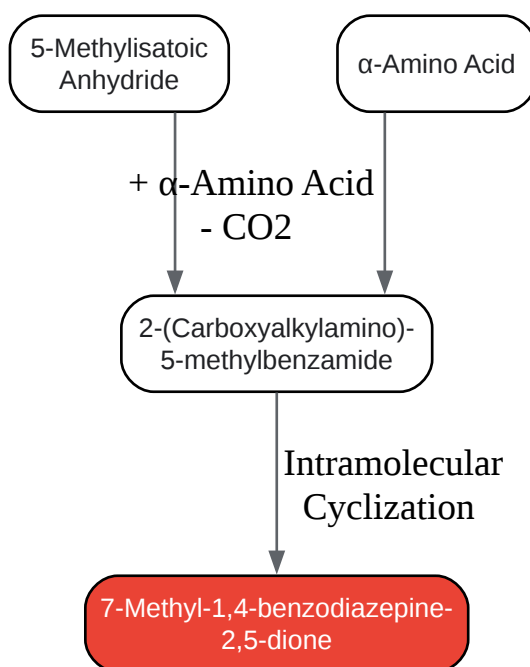 5-Methylisatoic
Anhydride
α-Amino Acid
+ α-Amino Acid
- CO2
2-(Carboxyalkylamino)-
5-methylbenzamide
Intramolecular
Cyclization
7-Methyl-1,4-benzodiazepine-
2,5-dione